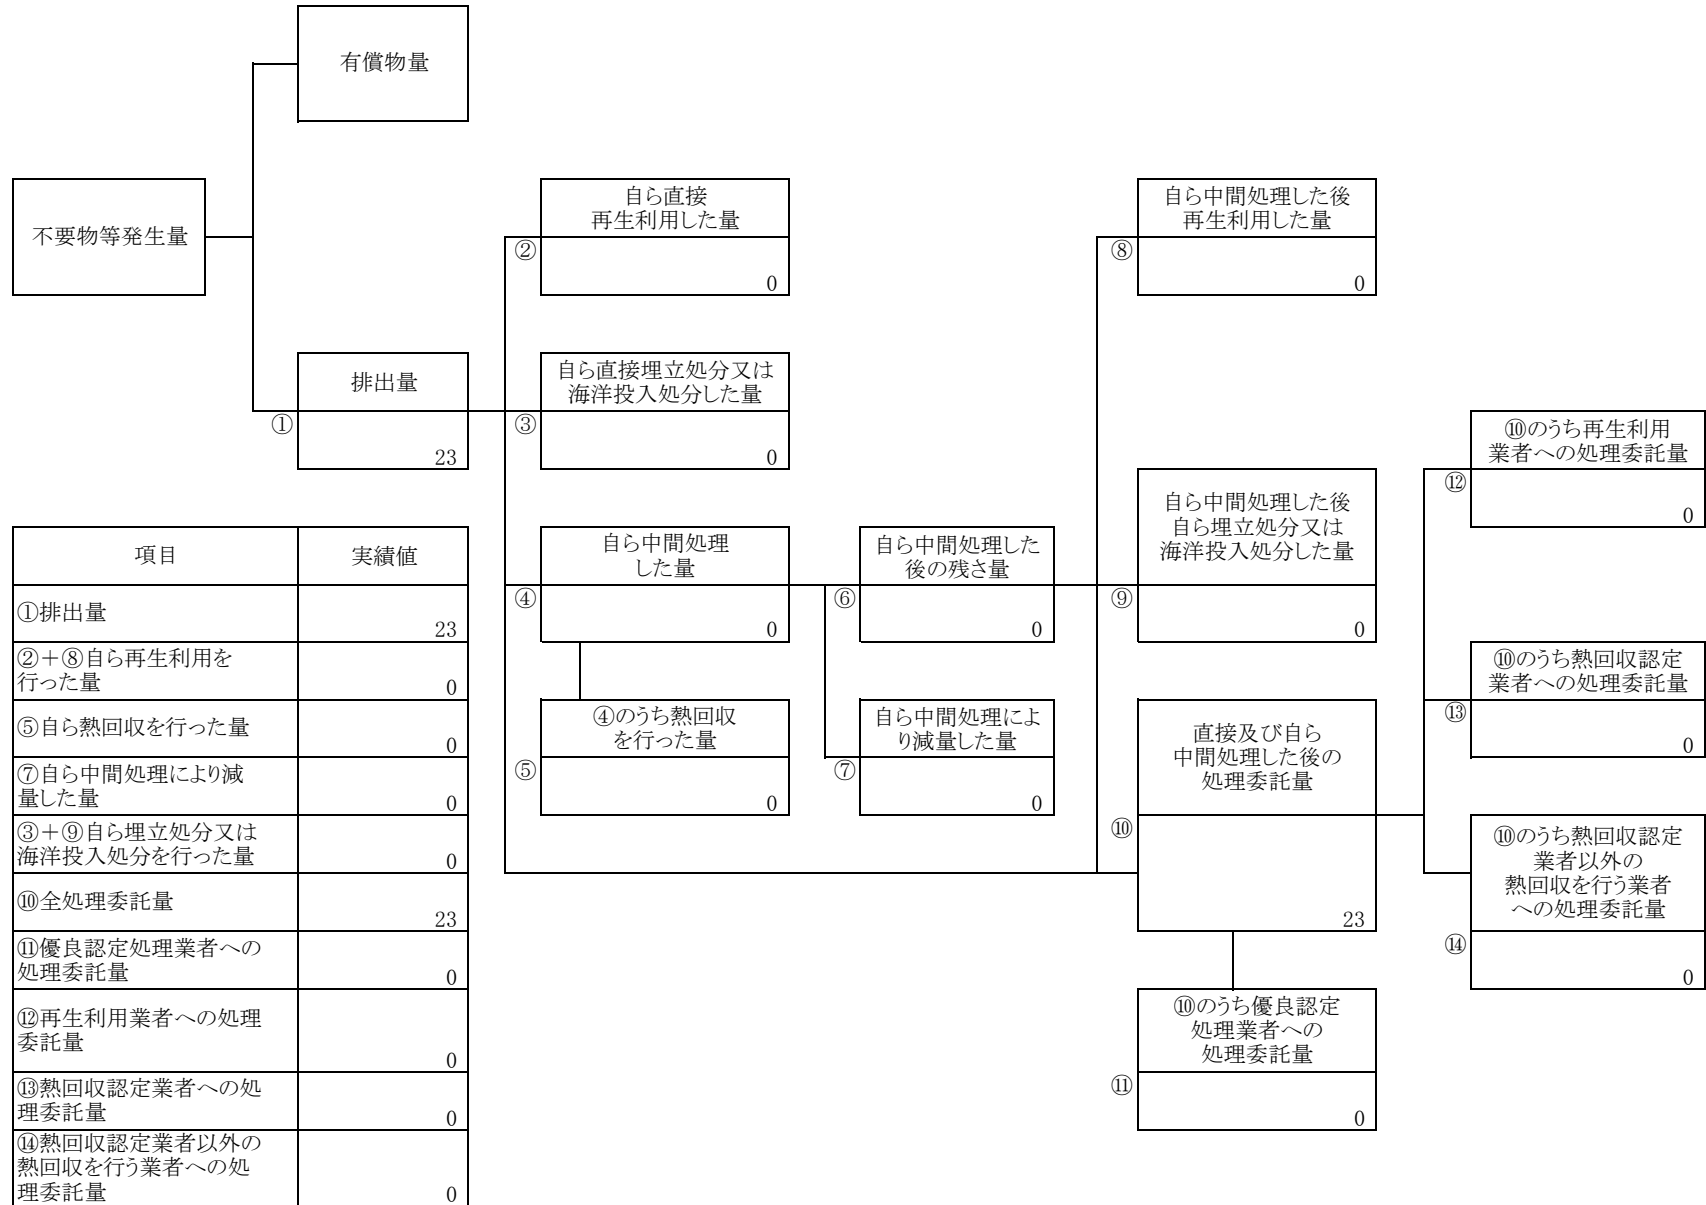 有償物量
不要物等発生量
自ら直接
再生利用した量
②
0
自ら中間処理した後
再生利用した量
⑧
0
排出量
①
23
自ら直接埋立処分又は
海洋投入処分した量
③
0
⑩のうち再生利用
業者への処理委託量
⑫
0
自ら中間処理した後
自ら埋立処分又は
海洋投入処分した量
⑨
0
自ら中間処理
した量
④
0
自ら中間処理した
後の残さ量
⑥
0
⑩のうち熱回収認定
業者への処理委託量
⑬
0
④のうち熱回収
を行った量
⑤
0
自ら中間処理によ
り減量した量
⑦
0
直接及び自ら
中間処理した後の
処理委託量
⑩
23
⑩のうち熱回収認定
業者以外の
熱回収を行う業者
への処理委託量
⑭
0
⑩のうち優良認定
処理業者への
処理委託量
⑪
0
項目 実績値
①排出量
23
②＋⑧自ら再生利用を
行った量
0
⑤自ら熱回収を行った量
0
⑦自ら中間処理により減
量した量
0
③＋⑨自ら埋立処分又は
海洋投入処分を行った量
0
⑩全処理委託量
23
⑪優良認定処理業者への
処理委託量
0
⑫再生利用業者への処理
委託量
0
⑬熱回収認定業者への処
理委託量
0
⑭熱回収認定業者以外の
熱回収を行う業者への処
理委託量
0